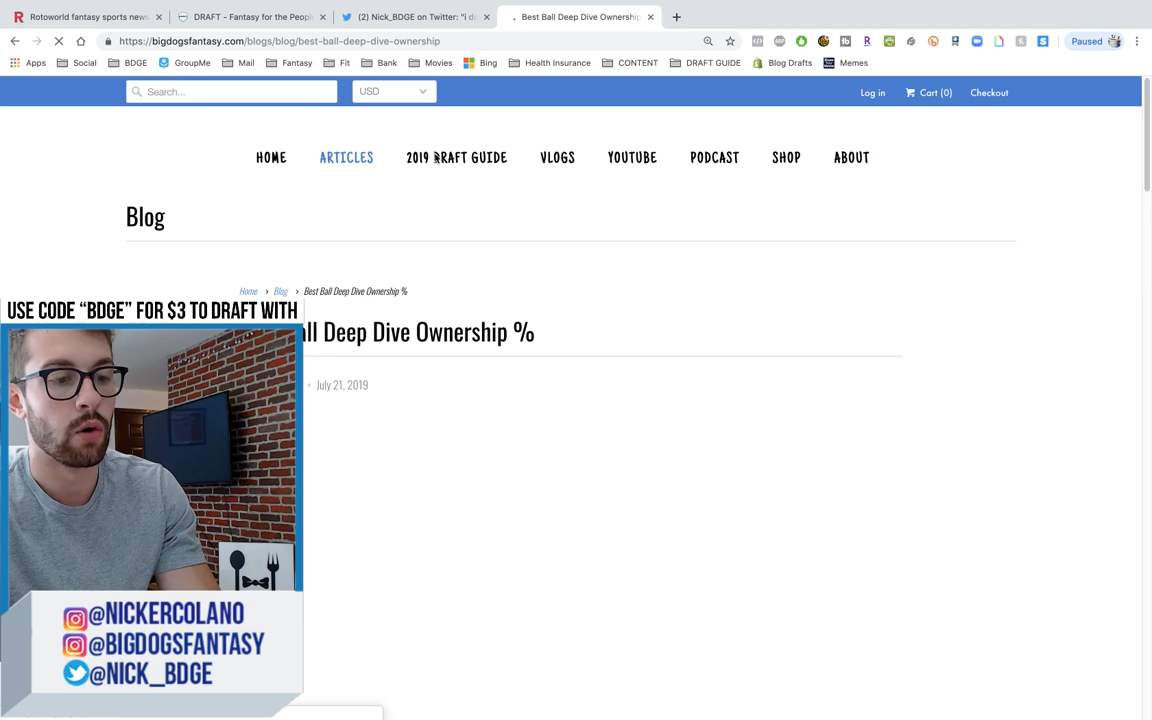 Rotoworld fantasy sports news
DRAFT - Fantasy for the People
(2) Nick_BDGE on Twitter: "i d
Best Ball Deep Dive Ownership
https://bigdogsfantasy.com/blogs/blog/best-ball-deep-dive-ownership
Paused
Apps Social BDGE GroupMe Mail Fantasy Fit Bank Movies Bing Health Insurance CONTENT DRAFT GUIDE Blog Drafts Memes
Search... USD Log in Cart (0) Checkout
HOME ARTICLES 2019 DRAFT GUIDE VLOGS YOUTUBE PODCAST SHOP ABOUT
Blog
Home > Blog > Best Ball Deep Dive Ownership %
USE CODE "BDGE" FOR $3 TO DRAFT WITH
all Deep Dive Ownership %
• July 21, 2019
@NICKERCOLANO
@BIGDOGSFANTASY
@NICK_BDGE